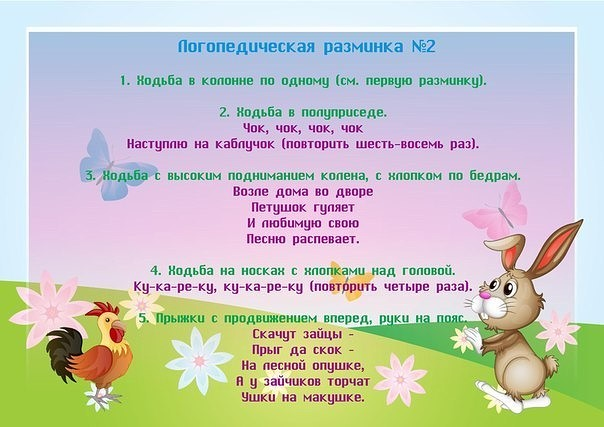 Логопедическая разминка №2
1. Ходьба в колонне по одному (см. первую разминку).
2. Ходьба в полуприседе.
Чок, чок, чок, чок
Наступлю на каблучок (повторить шесть-восемь раз).
3. Ходьба с высоким подниманием колена, с хлопком по бедрам.
Возле дома во дворе
Петушок гуляет
И любимую свою
Песню распевает.
4. Ходьба на носках с хлопками над головой.
Ку-ка-ре-ку, ку-ка-ре-ку (повторить четыре раза).
5. Прыжки с продвижением вперед, руки на пояс.
Скачут зайцы -
Прыг да скок -
На лесной опушке,
А у зайчиков торчат
Ушки на макушке.